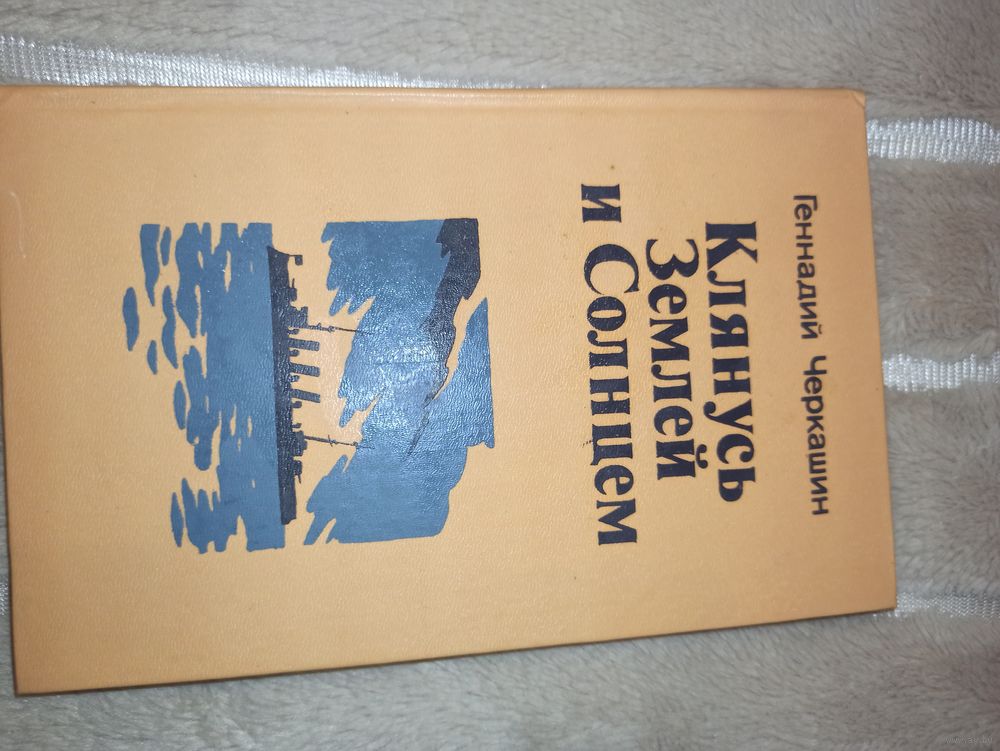 Геннадий Черкашин
Клянусь
Землей
и Солнцем